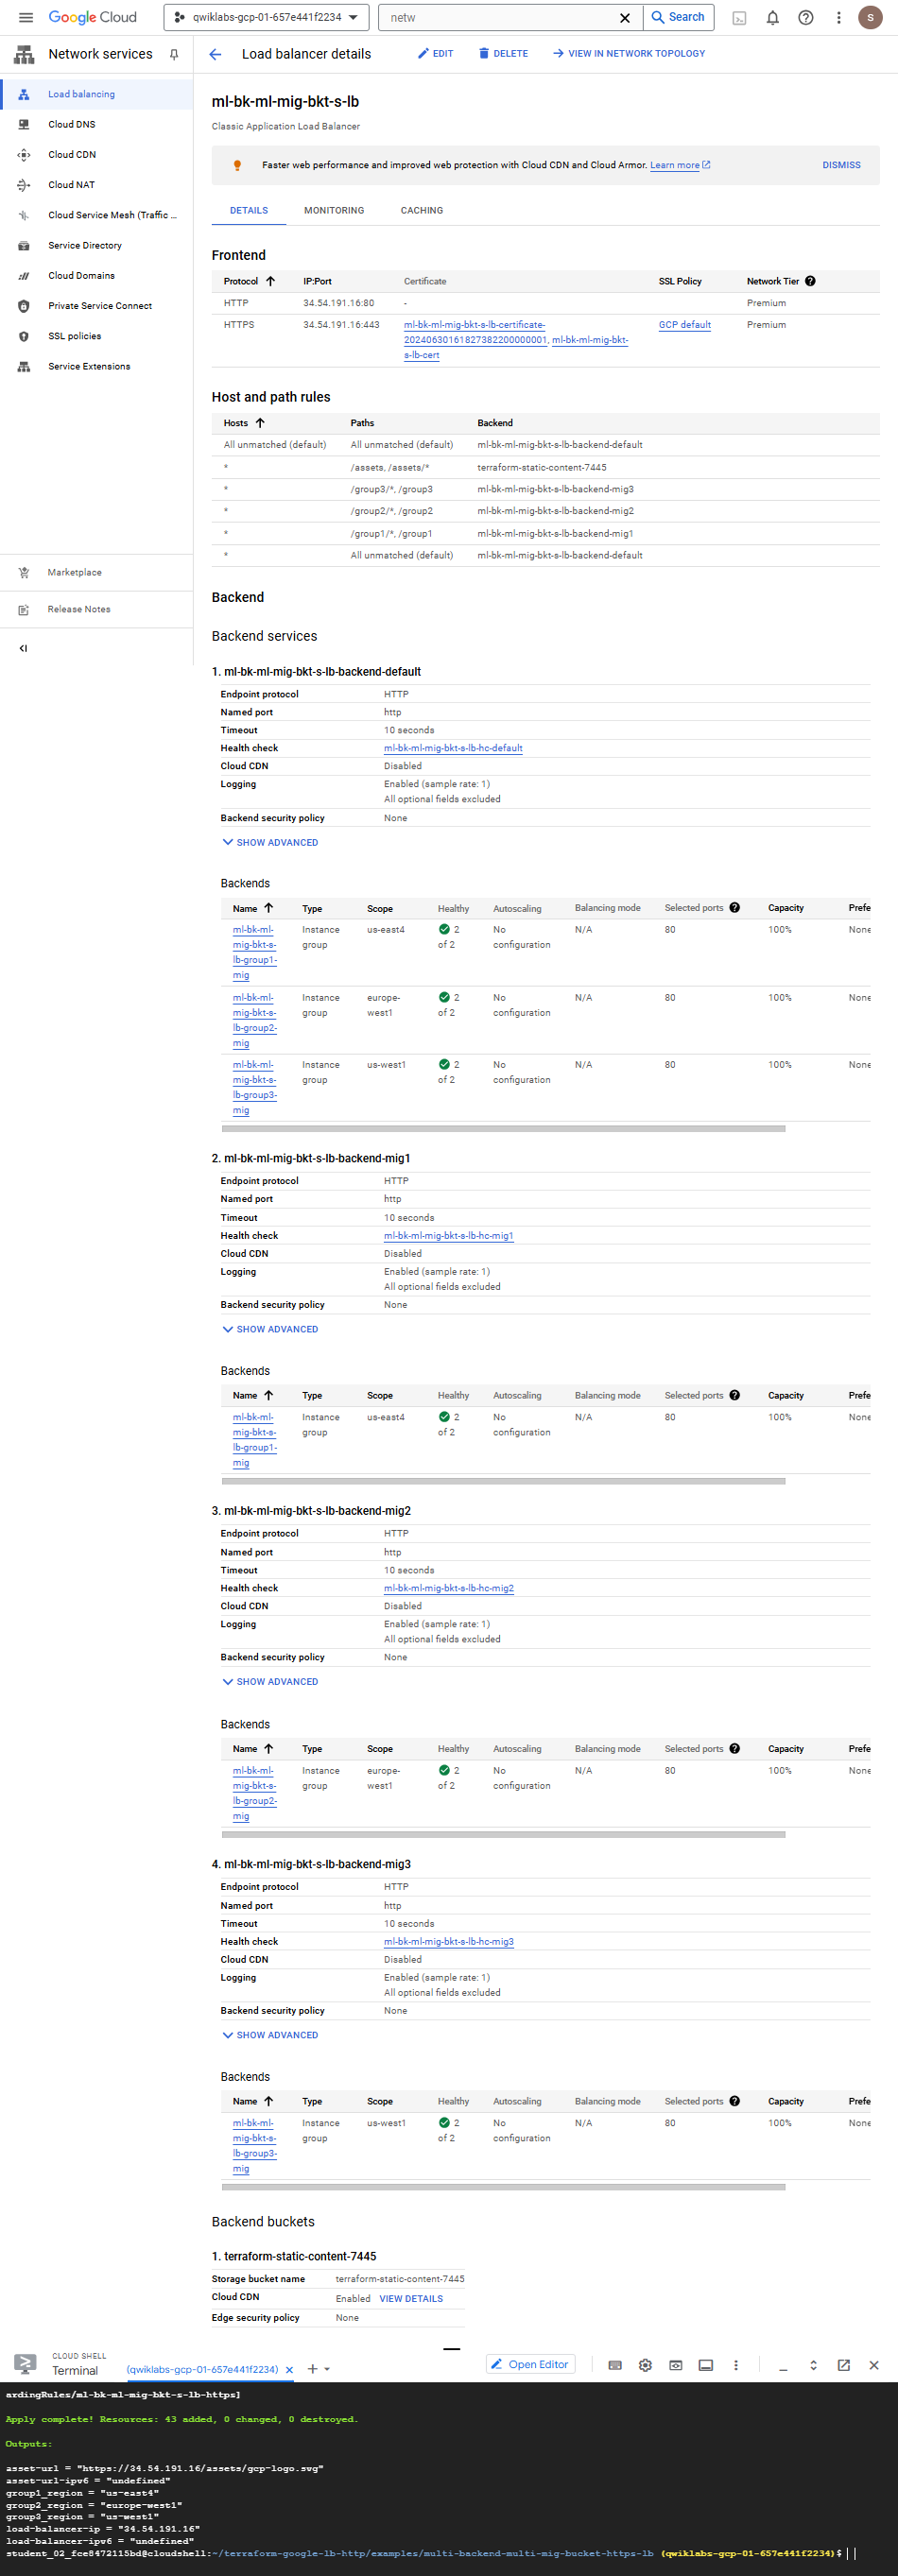 Google Cloud
qwiklabs-gcp-01-657e441f2234
netw
Search
S
Network services
Load balancer details
EDIT
DELETE
VIEW IN NETWORK TOPOLOGY
Load balancing
Cloud DNS
Cloud CDN
Cloud NAT
Cloud Service Mesh (Traffic ...
Service Directory
Cloud Domains
Private Service Connect
SSL policies
Service Extensions
Marketplace
Release Notes
ml-bk-ml-mig-bkt-s-lb
Classic Application Load Balancer
Faster web performance and improved web protection with Cloud CDN and Cloud Armor. Learn more
DISMISS
DETAILS MONITORING CACHING
Frontend
Protocol IP:Port Certificate SSL Policy Network Tier
HTTP 34.54.191.16:80 - Premium
HTTPS 34.54.191.16:443 ml-bk-ml-mig-bkt-s-lb-certificate- GCP default Premium
20240630161827382200000001, ml-bk-ml-mig-bkt-
s-lb-cert
Host and path rules
Hosts Paths Backend
All unmatched (default) All unmatched (default) ml-bk-ml-mig-bkt-s-lb-backend-default
* /assets, /assets/* terraform-static-content-7445
* /group3/*, /group3 ml-bk-ml-mig-bkt-s-lb-backend-mig3
* /group2/*, /group2 ml-bk-ml-mig-bkt-s-lb-backend-mig2
* /group1/*, /group1 ml-bk-ml-mig-bkt-s-lb-backend-mig1
* All unmatched (default) ml-bk-ml-mig-bkt-s-lb-backend-default
Backend
Backend services
1. ml-bk-ml-mig-bkt-s-lb-backend-default
Endpoint protocol HTTP
Named port http
Timeout 10 seconds
Health check ml-bk-ml-mig-bkt-s-lb-hc-default
Cloud CDN Disabled
Logging Enabled (sample rate: 1)
All optional fields excluded
Backend security policy None
SHOW ADVANCED
Backends
Name Type Scope Healthy Autoscaling Balancing mode Selected ports Capacity Prefe
ml-bk-ml- Instance us-east4 2 No N/A 80 100% None
mig-bkt-s- group of 2 configuration
lb-group1-
mig
ml-bk-ml- Instance europe- 2 No N/A 80 100% None
mig-bkt-s- group west1 of 2 configuration
lb-group2-
mig
ml-bk-ml- Instance us-west1 2 No N/A 80 100% None
mig-bkt-s- group of 2 configuration
lb-group3-
mig
2. ml-bk-ml-mig-bkt-s-lb-backend-mig1
Endpoint protocol HTTP
Named port http
Timeout 10 seconds
Health check ml-bk-ml-mig-bkt-s-lb-hc-mig1
Cloud CDN Disabled
Logging Enabled (sample rate: 1)
All optional fields excluded
Backend security policy None
SHOW ADVANCED
Backends
Name Type Scope Healthy Autoscaling Balancing mode Selected ports Capacity Prefe
ml-bk-ml- Instance us-east4 2 No N/A 80 100% None
mig-bkt-s- group of 2 configuration
lb-group1-
mig
3. ml-bk-ml-mig-bkt-s-lb-backend-mig2
Endpoint protocol HTTP
Named port http
Timeout 10 seconds
Health check ml-bk-ml-mig-bkt-s-lb-hc-mig2
Cloud CDN Disabled
Logging Enabled (sample rate: 1)
All optional fields excluded
Backend security policy None
SHOW ADVANCED
Backends
Name Type Scope Healthy Autoscaling Balancing mode Selected ports Capacity Prefe
ml-bk-ml- Instance europe- 2 No N/A 80 100% None
mig-bkt-s- group west1 of 2 configuration
lb-group2-
mig
4. ml-bk-ml-mig-bkt-s-lb-backend-mig3
Endpoint protocol HTTP
Named port http
Timeout 10 seconds
Health check ml-bk-ml-mig-bkt-s-lb-hc-mig3
Cloud CDN Disabled
Logging Enabled (sample rate: 1)
All optional fields excluded
Backend security policy None
SHOW ADVANCED
Backends
Name Type Scope Healthy Autoscaling Balancing mode Selected ports Capacity Prefe
ml-bk-ml- Instance us-west1 2 No N/A 80 100% None
mig-bkt-s- group of 2 configuration
lb-group3-
mig
Backend buckets
1. terraform-static-content-7445
Storage bucket name terraform-static-content-7445
Cloud CDN Enabled VIEW DETAILS
Edge security policy None
CLOUD SHELL
Terminal
(qwiklabs-gcp-01-657e441f2234)
Open Editor
ardingRules/ml-bk-ml-mig-bkt-s-lb-https]
Apply complete! Resources: 43 added, 0 changed, 0 destroyed.
Outputs:
asset-url = "https://34.54.191.16/assets/gcp-logo.svg"
asset-url-ipv6 = "undefined"
group1_region = "us-east4"
group2_region = "europe-west1"
group3_region = "us-west1"
load-balancer-ip = "34.54.191.16"
load-balancer-ipv6 = "undefined"
student_02_fce8472115bd@cloudshell:~/terraform-google-lb-http/examples/multi-backend-multi-mig-bucket-https-lb (qwiklabs-gcp-01-657e441f2234)$